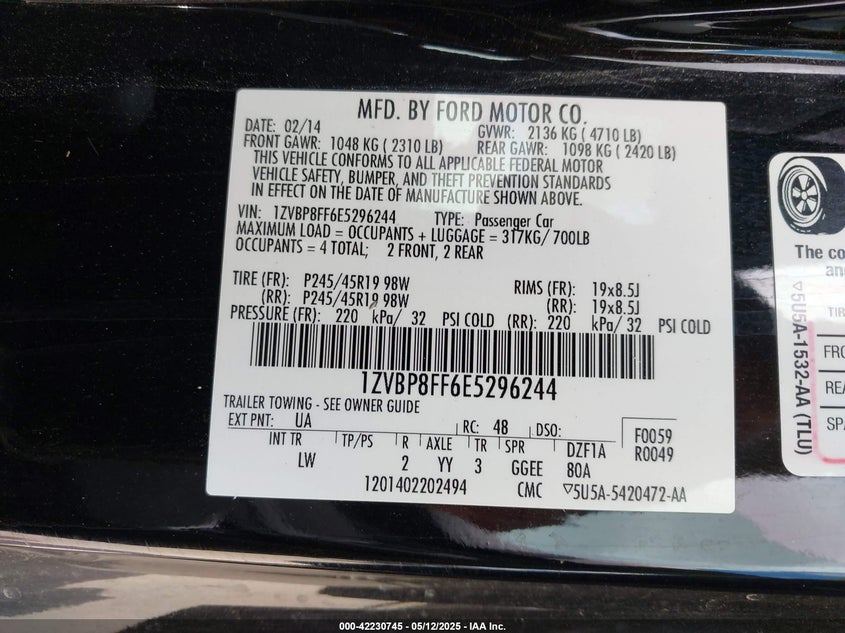 MFD. BY FORD MOTOR CO.
DATE: 02/14 GVWR: 2136 KG ( 4710 LB)
FRONT GAWR: 1048 KG ( 2310 LB) REAR GAWR: 1098 KG ( 2420 LB)
THIS VEHICLE CONFORMS TO ALL APPLICABLE FEDERAL MOTOR
VEHICLE SAFETY, BUMPER, AND THEFT PREVENTION STANDARDS
IN EFFECT ON THE DATE OF MANUFACTURE SHOWN ABOVE.
VIN: 1ZVBP8FF6E5296244 TYPE: Passenger Car
MAXIMUM LOAD = OCCUPANTS + LUGGAGE = 317KG/ 700LB
OCCUPANTS = 4 TOTAL; 2 FRONT, 2 REAR
TIRE (FR): P245/45R19 98W RIMS (FR): 19x8.5J
(RR): P245/45R19 98W (RR): 19x8.5J
PRESSURE (FR): 220 kPa/ 32 PSI COLD (RR): 220 kPa/ 32 PSI COLD
1ZVBP8FF6E5296244
TRAILER TOWING - SEE OWNER GUIDE
EXT PNT: UA RC: 48 DSO: F0059
INT TR TP/PS R AXLE TR SPR DZF1A R0049
LW 2 YY 3 GGEE 80A
1201402202494 CMC ▽5U5A-5420472-AA
The co
an
▽5U5A-1532-AA (TLU)
TIR
FRO
REA
SPA
000-42230745 - 05/12/2025 - IAA Inc.